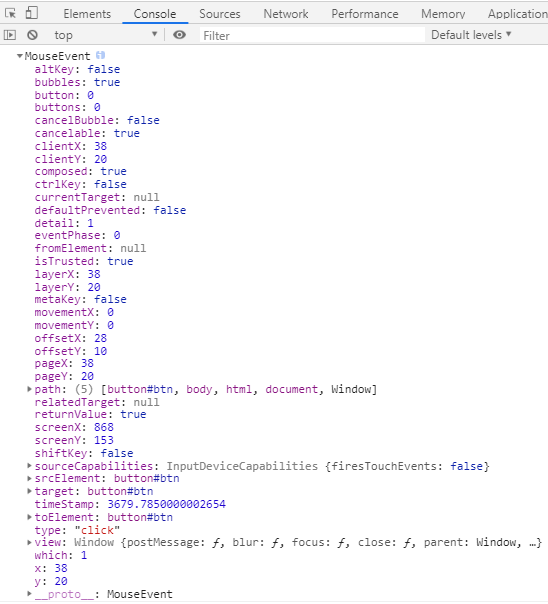 Elements Console Sources Network Performance Memory Application
top Filter Default levels
MouseEvent i
altKey: false
bubbles: true
button: 0
buttons: 0
cancelBubble: false
cancelable: true
clientX: 38
clientY: 20
composed: true
ctrlKey: false
currentTarget: null
defaultPrevented: false
detail: 1
eventPhase: 0
fromElement: null
isTrusted: true
layerX: 38
layerY: 20
metaKey: false
movementX: 0
movementY: 0
offsetX: 28
offsetY: 10
pageX: 38
pageY: 20
path: (5) [button#btn, body, html, document, Window]
relatedTarget: null
returnValue: true
screenX: 868
screenY: 153
shiftKey: false
sourceCapabilities: InputDeviceCapabilities {firesTouchEvents: false}
srcElement: button#btn
target: button#btn
timeStamp: 3679.7850000002654
toElement: button#btn
type: "click"
view: Window {postMessage: ƒ, blur: ƒ, focus: ƒ, close: ƒ, parent: Window, …}
which: 1
x: 38
y: 20
__proto__: MouseEvent